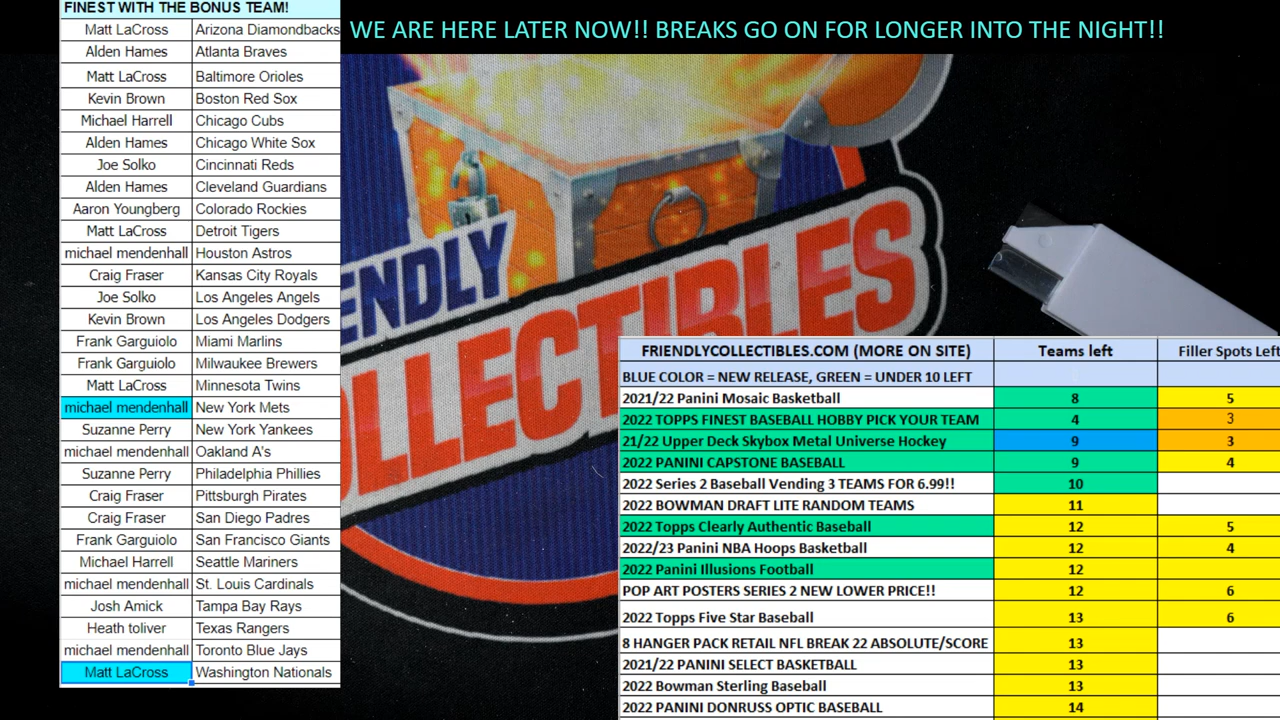 FINEST WITH THE BONUS TEAM!
Matt LaCross Arizona Diamondbacks
Alden Hames Atlanta Braves
Matt LaCross Baltimore Orioles
Kevin Brown Boston Red Sox
Michael Harrell Chicago Cubs
Alden Hames Chicago White Sox
Joe Solko Cincinnati Reds
Alden Hames Cleveland Guardians
Aaron Youngberg Colorado Rockies
Matt LaCross Detroit Tigers
michael mendenhall Houston Astros
Craig Fraser Kansas City Royals
Joe Solko Los Angeles Angels
Kevin Brown Los Angeles Dodgers
Frank Garguiolo Miami Marlins
Frank Garguiolo Milwaukee Brewers
Matt LaCross Minnesota Twins
michael mendenhall New York Mets
Suzanne Perry New York Yankees
michael mendenhall Oakland A's
Suzanne Perry Philadelphia Phillies
Craig Fraser Pittsburgh Pirates
Craig Fraser San Diego Padres
Frank Garguiolo San Francisco Giants
Michael Harrell Seattle Mariners
michael mendenhall St. Louis Cardinals
Josh Amick Tampa Bay Rays
Heath toliver Texas Rangers
michael mendenhall Toronto Blue Jays
Matt LaCross Washington Nationals
WE ARE HERE LATER NOW!! BREAKS GO ON FOR LONGER INTO THE NIGHT!!
ENDLY
OLLECTIBLES
FRIENDLYCOLLECTIBLES.COM (MORE ON SITE) Teams left Filler Spots Left
BLUE COLOR = NEW RELEASE, GREEN = UNDER 10 LEFT
2021/22 Panini Mosaic Basketball 8 5
2022 TOPPS FINEST BASEBALL HOBBY PICK YOUR TEAM 4 3
21/22 Upper Deck Skybox Metal Universe Hockey 9 3
2022 PANINI CAPSTONE BASEBALL 9 4
2022 Series 2 Baseball Vending 3 TEAMS FOR 6.99!! 10
2022 BOWMAN DRAFT LITE RANDOM TEAMS 11
2022 Topps Clearly Authentic Baseball 12 5
2022/23 Panini NBA Hoops Basketball 12 4
2022 Panini Illusions Football 12
POP ART POSTERS SERIES 2 NEW LOWER PRICE!! 12 6
2022 Topps Five Star Baseball 13 6
8 HANGER PACK RETAIL NFL BREAK 22 ABSOLUTE/SCORE 13
2021/22 PANINI SELECT BASKETBALL 13
2022 Bowman Sterling Baseball 13
2022 PANINI DONRUSS OPTIC BASEBALL 14